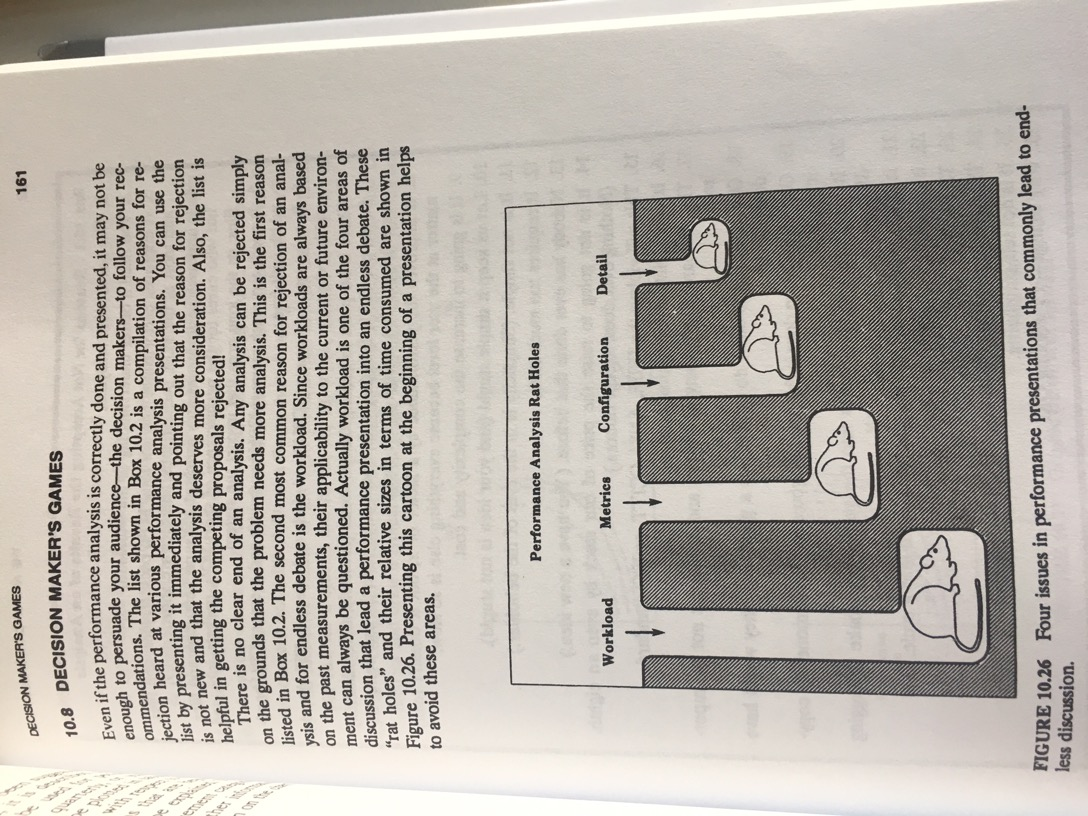 DECISION MAKER'S GAMES 161
10.8 DECISION MAKER'S GAMES
Even if the performance analysis is correctly done and presented, it may not be
enough to persuade your audience—the decision makers—to follow your rec-
ommendations. The list shown in Box 10.2 is a compilation of reasons for re-
jection heard at various performance analysis presentations. You can use the
list by presenting it immediately and pointing out that the reason for rejection
is not new and that the analysis deserves more consideration. Also, the list is
helpful in getting the competing proposals rejected!
There is no clear end of an analysis. Any analysis can be rejected simply
on the grounds that the problem needs more analysis. This is the first reason
listed in Box 10.2. The second most common reason for rejection of an anal-
ysis and for endless debate is the workload. Since workloads are always based
on the past measurements, their applicability to the current or future environ-
ment can always be questioned. Actually workload is one of the four areas of
discussion that lead a performance presentation into an endless debate. These
"rat holes" and their relative sizes in terms of time consumed are shown in
Figure 10.26. Presenting this cartoon at the beginning of a presentation helps
to avoid these areas.
Performance Analysis Rat Holes
Workload Metrics Configuration Detail
FIGURE 10.26 Four issues in performance presentations that commonly lead to end-
less discussion.